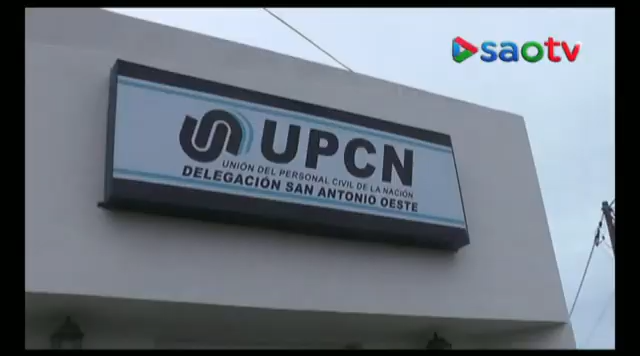 saotv
UPCN
UNIÓN DEL PERSONAL CIVIL DE LA NACIÓN
DELEGACIÓN SAN ANTONIO OESTE